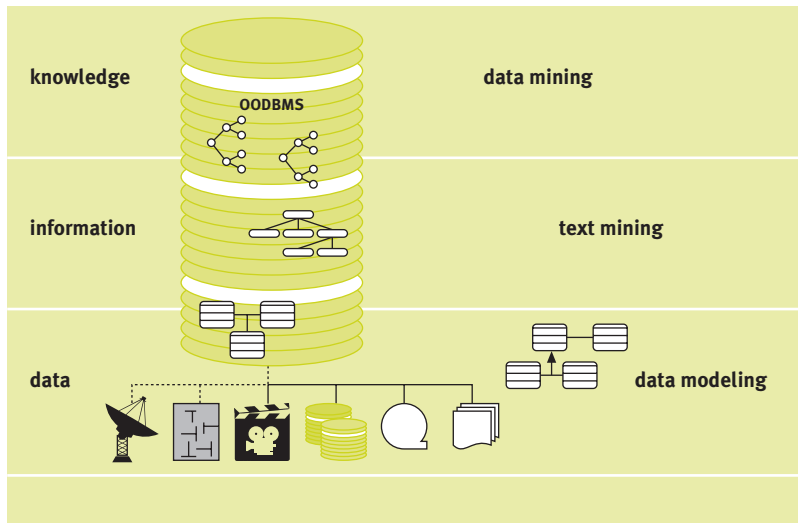 knowledge
data mining
OODBMS
information
text mining
data
data modeling